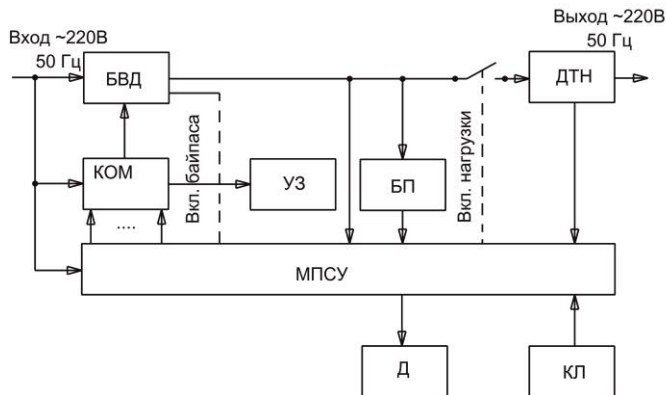 Вход ~220В
50 Гц
Выход ~220В
50 Гц
БВД
ДТН
КОМ
УЗ
БП
Вкл. байпаса
Вкл. нагрузки
....
МПСУ
Д
КЛ